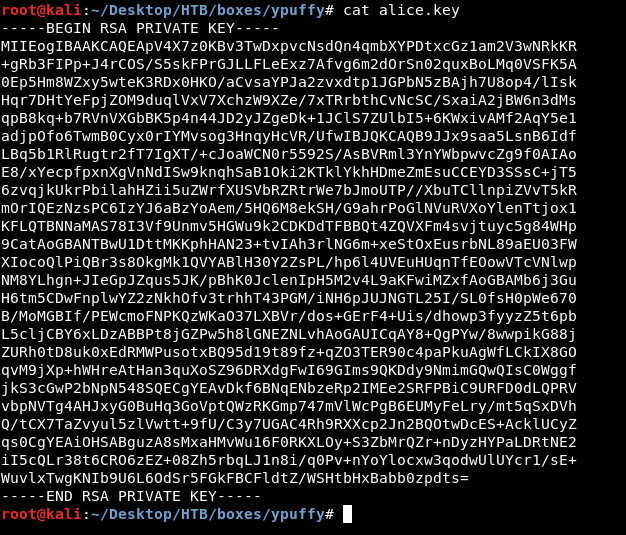 root@kali:~/Desktop/HTB/boxes/ypuffy# cat alice.key
-----BEGIN RSA PRIVATE KEY-----
MIIEogIBAAKCAQEApV4X7z0KBv3TwDxpvcNsdQn4qmbXYPDtxcGz1am2V3wNRkKR
+gRb3FIPp+J4rCOS/S5skFPrGJLLFLeExz7Afvg6m2dOrSn02quxBoLMq0VSFK5A
0Ep5Hm8WZxy5wteK3RDx0HKO/aCvsaYPJa2zvxdtp1JGPbN5zBAjh7U8op4/lIsk
Hqr7DHtYeFpjZOM9duqlVxV7XchzW9XZe/7xTRrbthCvNcSC/SxaiA2jBW6n3dMs
qpB8kq+b7RVnVXGbBK5p4n44JD2yJZgeDk+1JClS7ZUlbI5+6KWxivAMf2AqY5e1
adjpOfo6TwmB0Cyx0rIYMvsog3HnqyHcVR/UfwIBJQKCAQB9JJx9saa5LsnB6Idf
LBq5b1RlRugtr2fT7IgXT/+cJoaWCN0r5592S/AsBVRml3YnYWbpwvcZg9f0AIAo
E8/xYecpfpxnXgVnNdISw9knqhSaB1Oki2KTklYkhHDmeZmEsuCCEYD3SSsC+jT5
6zvqjkUkrPbilahHZii5uZWrfXUSVbRZRtrWe7bJmoUTP//XbuTCllnpiZVvT5kR
mOrIQEzNzsPC6IzYJ6aBzYoAem/5HQ6M8ekSH/G9ahrPoGlNVuRVXoYlenTtjox1
KFLQTBNNaMAS78I3Vf9Unmv5HGWu9k2CDKDdTFBBQt4ZQVXFm4svjtuyc5g84WHp
9CatAoGBANTBwU1DttMKKphHAN23+tvIAh3rlNG6m+xeStOxEusrbNL89aEU03FW
XIocoQlPiQBr3s8OkgMk1QVYABlH30Y2ZsPL/hp6l4UVEuHUqnTfEOowVTcVNlwp
NM8YLhgn+JIeGpJZqus5JK/pBhK0JclenIpH5M2v4L9aKFwiMZxfAoGBAMb6j3Gu
H6tm5CDwFnplwYZ2zNkhOfv3trhhT43PGM/iNH6pJUJNGTL25I/SL0fsH0pWe670
B/MoMGBIf/PEWcmoFNPKQzWKaO37LXBVr/dos+GErF4+Uis/dhowp3fyyzZ5t6pb
L5cljCBY6xLDzABBPt8jGZPw5h8lGNEZNLvhAoGAUICqAY8+QgPYw/8wwpikG88j
ZURh0tD8uk0xEdRMWPusotxBQ95d19t89fz+qZO3TER90c4paPkuAgWfLCkIX8GO
qvM9jXp+hWHreAtHan3quXoSZ96DRXdgFwI69GIms9QKDdy9NmimGQwQIsC0Wggf
jkS3cGwP2bNpN548SQECgYEAvDkf6BNqENbzeRp2IMEe2SRFPBiC9URFD0dLQPRV
vbpNVTg4AHJxyG0BuHq3GoVptQWzRKGmp747mVlWcPgB6EUMyFeLry/mt5qSxDVh
Q/tCX7TaZvyul5zlVwtt+9fU/C3y7UGAC4Rh9RXXcp2Jn2BQOtwDcES+AcklUCyZ
qs0CgYEAiOHSABguzA8sMxaHMvWu16F0RKXLOy+S3ZbMrQZr+nDyzHYPaLDRtNE2
iI5cQLr38t6CRO6zEZ+08Zh5rbqLJ1n8i/q0Pv+nYoYlocxw3qodwUlUYcr1/sE+
WuvlxTwgKNIb9U6L6OdSr5FGkFBCFldtZ/WSHtbHxBabb0zpdts=
-----END RSA PRIVATE KEY-----
root@kali:~/Desktop/HTB/boxes/ypuffy#